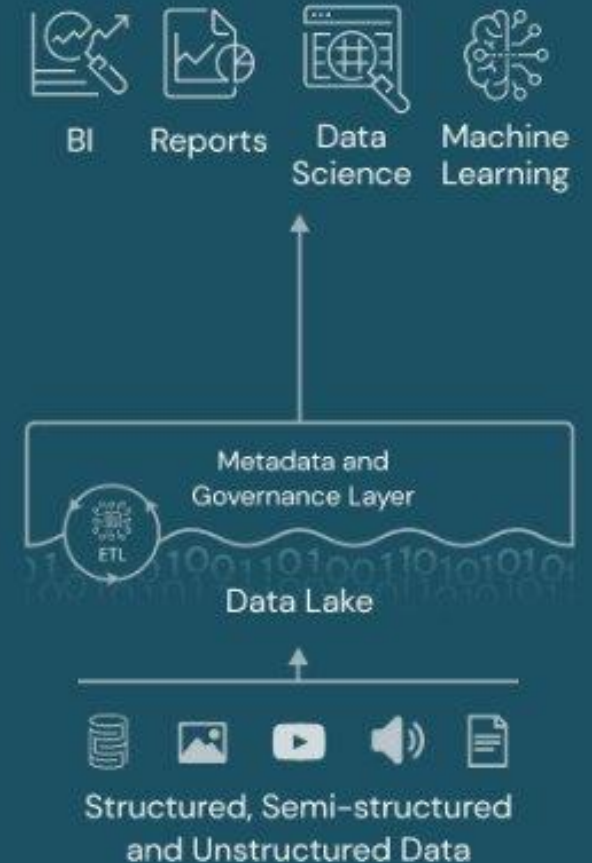 BI
Reports
Data
Science
Machine
Learning
Metadata and
Governance Layer
ETL
Data Lake
Structured, Semi-structured
and Unstructured Data